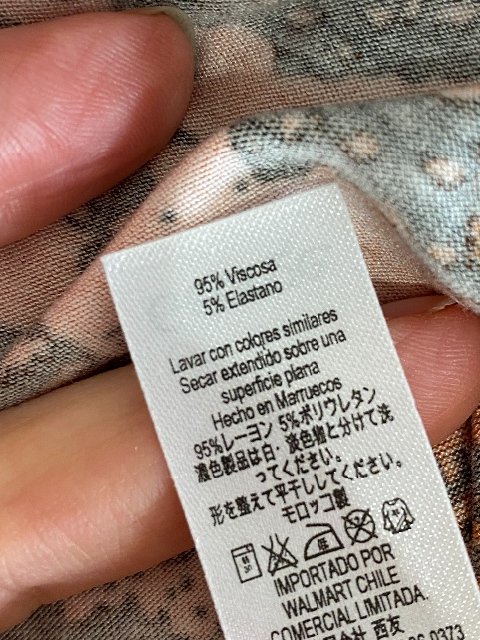 95% Viscosa
5% Elastano
Lavar con colores similares
Secar extendido sobre una
superficie plana
Hecho en Marruecos
95%レーヨン 5%ポリウレタン
濃色製品は白・淡色物と分けて洗
ってください。
形を整えて平干ししてください。
モロッコ製
IMPORTADO POR
WALMART CHILE
COMERCIAL LIMITADA.
西友
0373